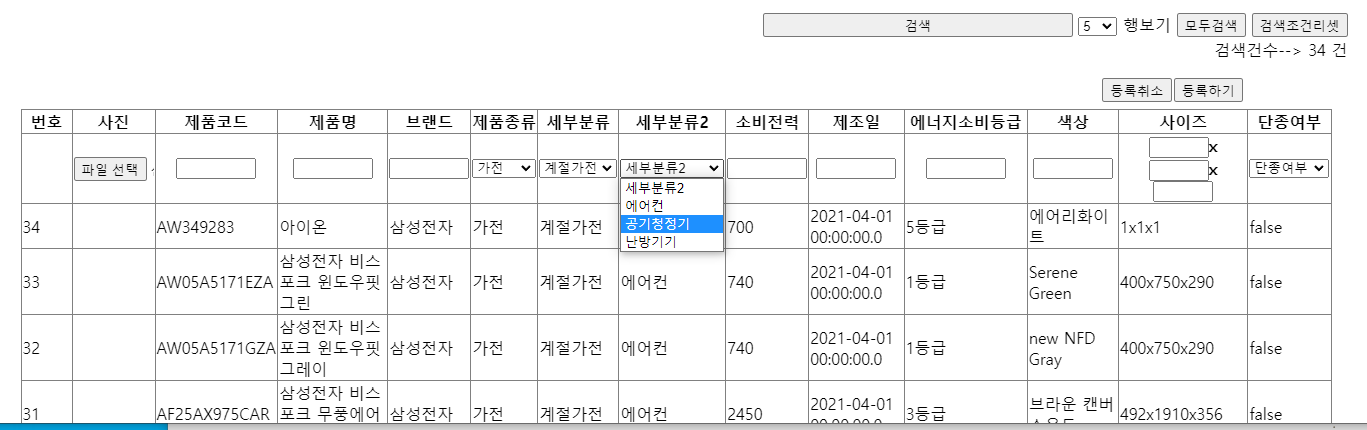 검색 5 행보기 모두검색 검색조건리셋
검색건수--> 34 건
등록취소 등록하기
번호 사진 제품코드 제품명 브랜드 제품종류 세부분류 세부분류2 소비전력 제조일 에너지소비등급 색상 사이즈 단종여부
x
파일 선택 가전 계절가전 세부분류2 x 단종여부
세부분류2
에어컨
공기청정기
난방기기
34 AW349283 아이온 삼성전자 가전 계절가전 700 2021-04-01 5등급 에어리화이 1x1x1 false
00:00:00.0 트
삼성전자 비스
33 AW05A5171EZA 포크 윈도우핏 삼성전자 가전 계절가전 에어컨 740 2021-04-01 1등급 Serene 400x750x290 false
그린 00:00:00.0 Green
삼성전자 비스
32 AW05A5171GZA 포크 윈도우핏 삼성전자 가전 계절가전 에어컨 740 2021-04-01 1등급 new NFD 400x750x290 false
그레이 00:00:00.0 Gray
삼성전자 비스
31 AF25AX975CAR 포크 무풍에어 삼성전자 가전 계절가전 에어컨 2450 2021-04-01 3등급 브라운 캔버 492x1910x356 false